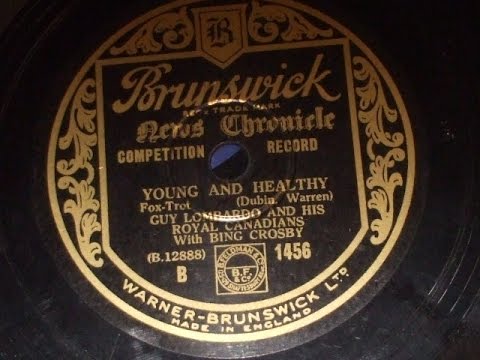 B
Brunswick
REGD TRADE MARK
News Chronicle
COMPETITION RECORD
YOUNG AND HEALTHY
Fox-Trot (Dubin, Warren)
GUY LOMBARDO AND HIS
ROYAL CANADIANS
With BING CROSBY
(B.12888) 1456
B
B.F.
& Co
WARNER-BRUNSWICK LTD
MADE IN ENGLAND